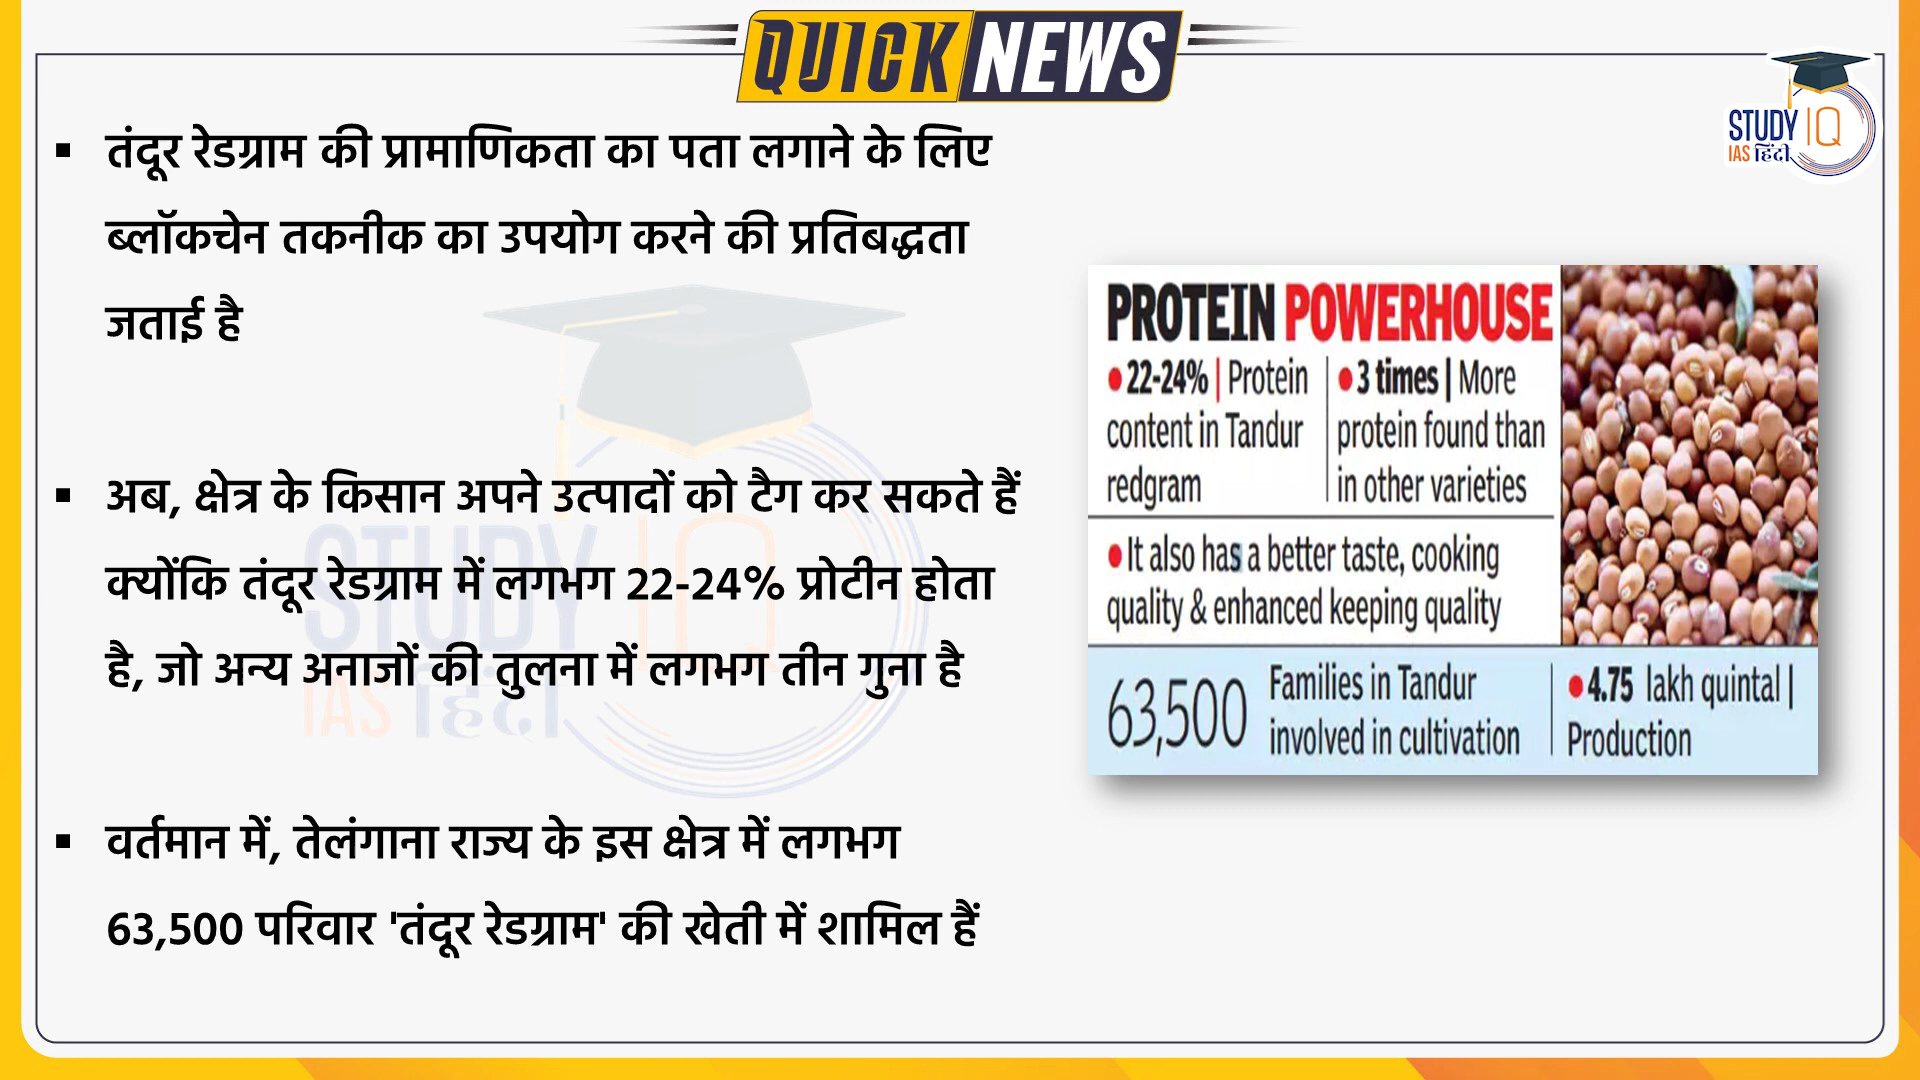 QUICK NEWS
STUDY IQ
IAS हिंदी
▪ तंदूर रेडग्राम की प्रामाणिकता का पता लगाने के लिए
ब्लॉकचेन तकनीक का उपयोग करने की प्रतिबद्धता
जताई है
▪ अब, क्षेत्र के किसान अपने उत्पादों को टैग कर सकते हैं
क्योंकि तंदूर रेडग्राम में लगभग 22-24% प्रोटीन होता
है, जो अन्य अनाजों की तुलना में लगभग तीन गुना है
▪ वर्तमान में, तेलंगाना राज्य के इस क्षेत्र में लगभग
63,500 परिवार 'तंदूर रेडग्राम' की खेती में शामिल हैं
PROTEIN POWERHOUSE
● 22-24% | Protein
content in Tandur
redgram
● 3 times | More
protein found than
in other varieties
● It also has a better taste, cooking
quality & enhanced keeping quality
63,500 Families in Tandur
involved in cultivation
● 4.75 lakh quintal |
Production
STUDY IQ
IAS हिंदी